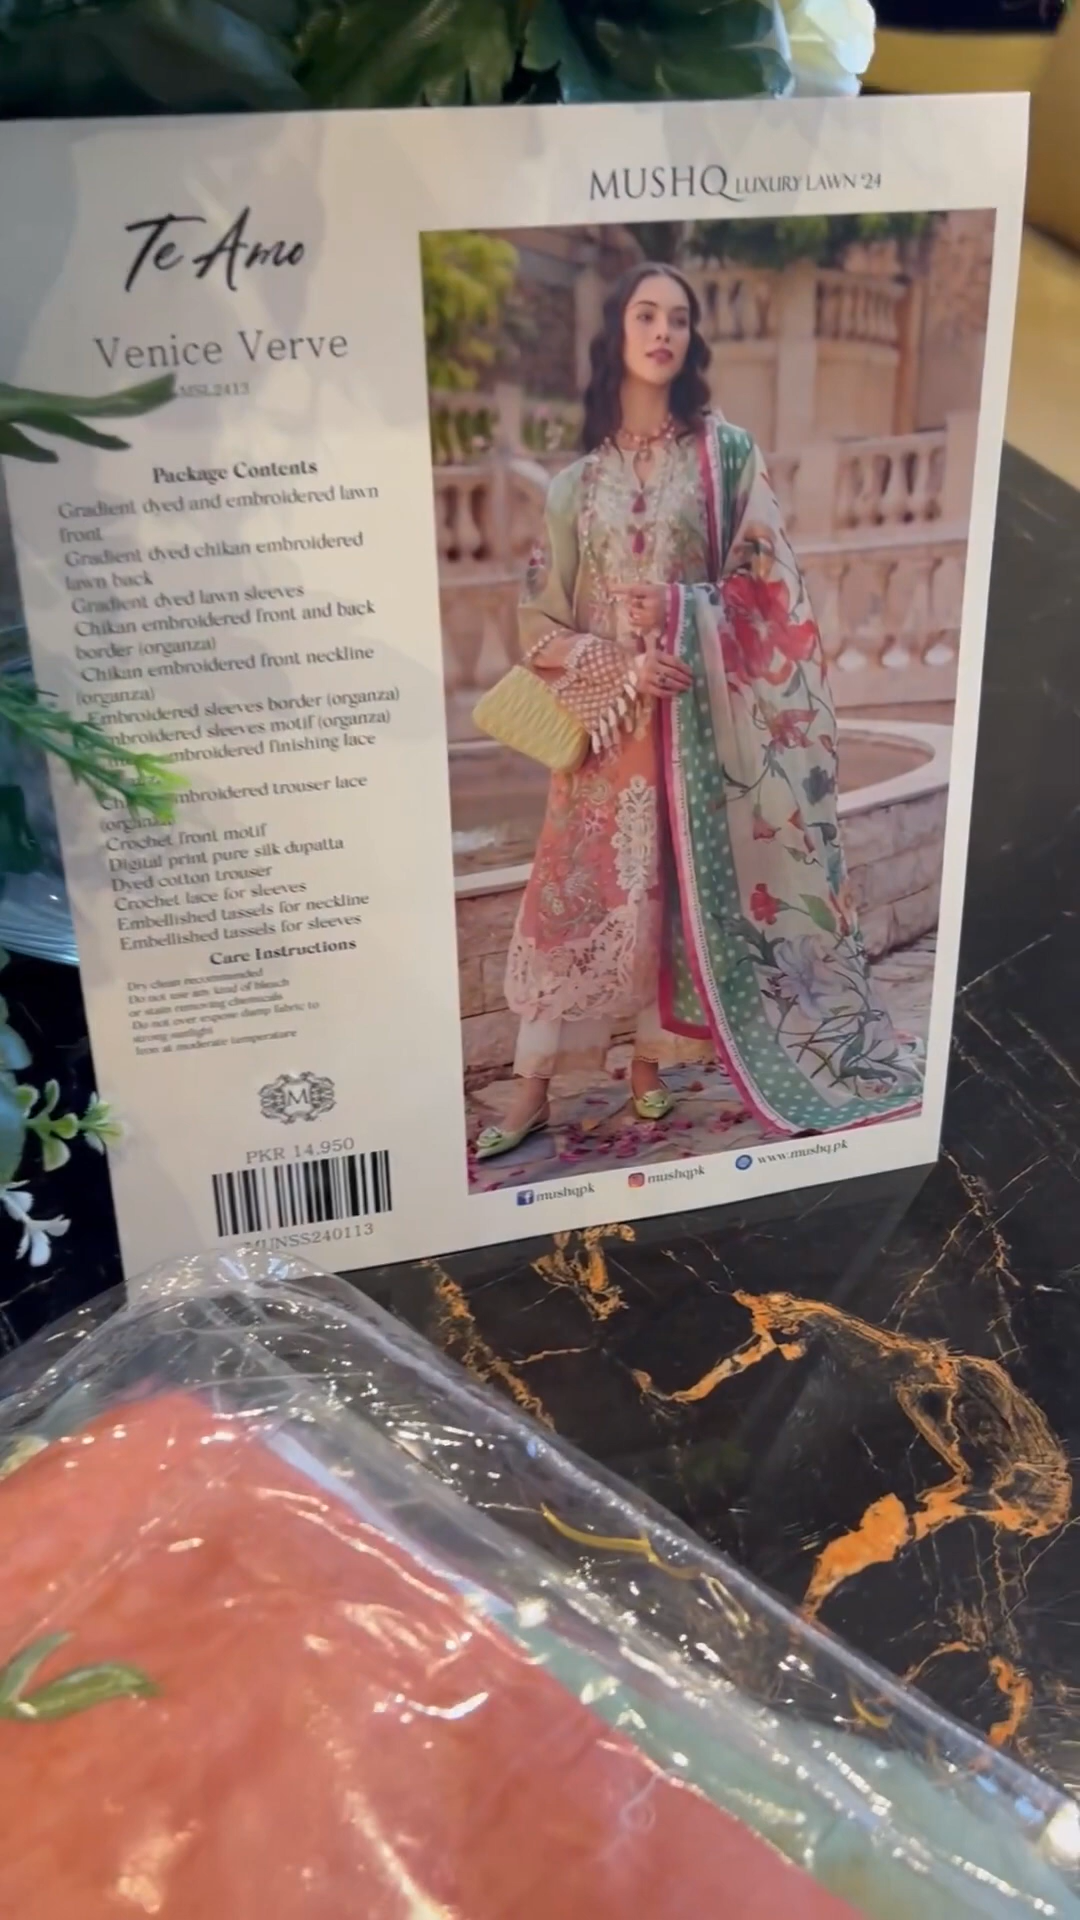 MUSHQ LUXURY LAWN '24
Te Amo
Venice Verve
MSL2413
Package Contents
Gradient dyed and embroidered lawn
front
Gradient dyed chikan embroidered
lawn back
Gradient dyed lawn sleeves
Chikan embroidered front and back
border (organza)
Chikan embroidered front neckline
(organza)
Embroidered sleeves border (organza)
embroidered sleeves motif (organza)
embroidered finishing lace
embroidered trouser lace
Crochet front motif
Digital print pure silk dupatta
Dyed cotton trouser
Crochet lace for sleeves
Embellished tassels for neckline
Embellished tassels for sleeves
Care Instructions
Dry clean recommended
Do not use any kind of bleach
or stain removing chemicals
Do not over expose damp fabric to
strong sunlight
Iron at moderate temperature
M
PKR 14,950
MUNSS240113
mushqpk
mushqpk
www.mushq.pk